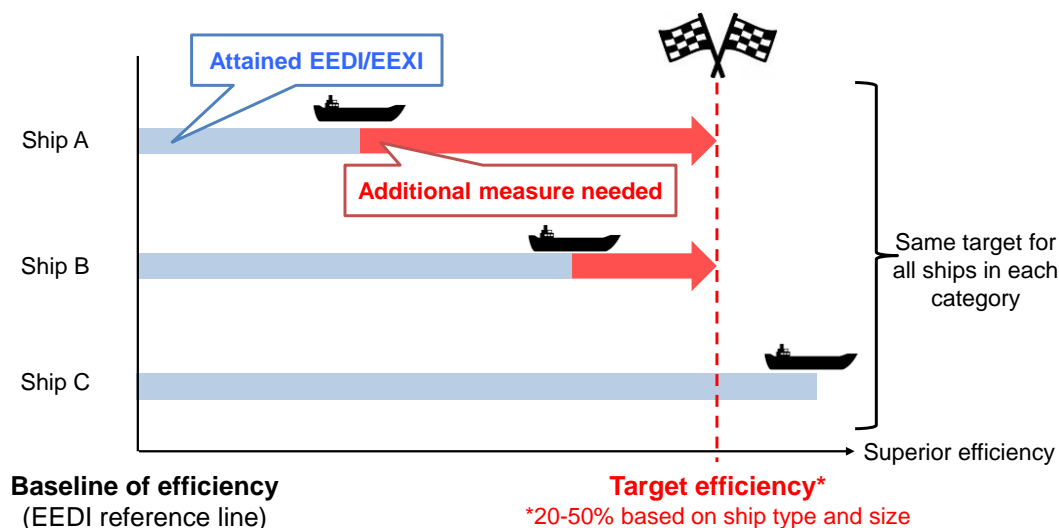 Attained EEDI/EEXI
Ship A
Additional measure needed
Ship B
Same target for
all ships in each
category
Ship C
Superior efficiency
Baseline of efficiency
(EEDI reference line)
Target efficiency*
*20-50% based on ship type and size